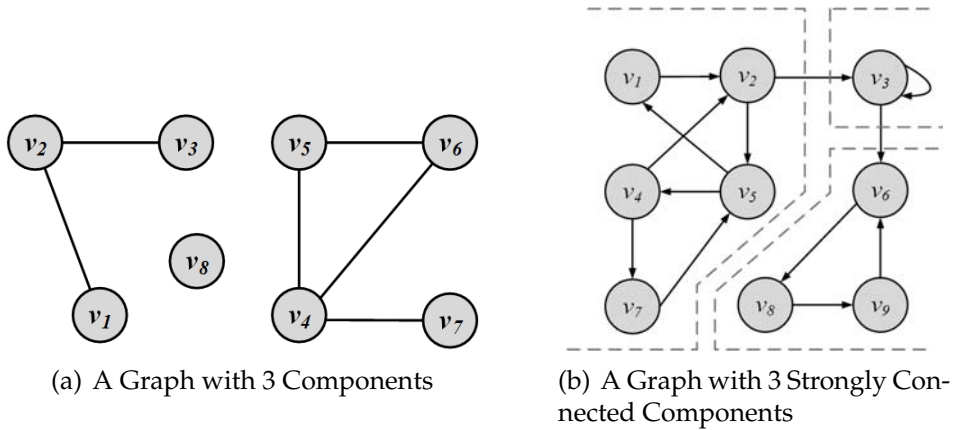 v2 v3 v5 v6
v8
v1 v4 v7
(a) A Graph with 3 Components
v1 v2 v3
v4 v5 v6
v7 v8 v9
(b) A Graph with 3 Strongly Con-
nected Components